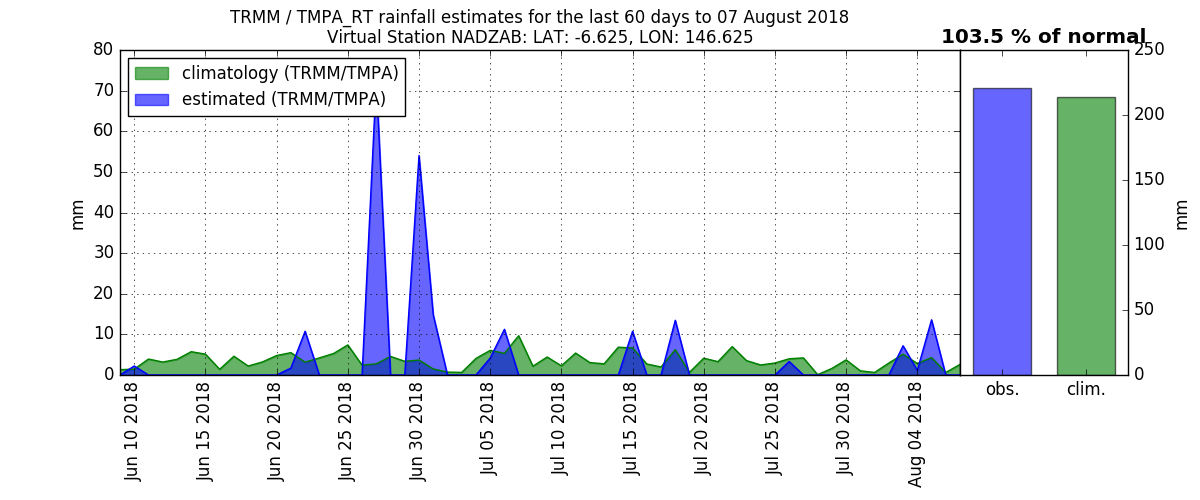 TRMM / TMPA_RT rainfall estimates for the last 60 days to 07 August 2018
Virtual Station NADZAB: LAT: -6.625, LON: 146.625
103.5 % of normal
climatology (TRMM/TMPA)
estimated (TRMM/TMPA)
80
70
60
50
40
30
20
10
0
mm
Jun 10 2018
Jun 15 2018
Jun 20 2018
Jun 25 2018
Jun 30 2018
Jul 05 2018
Jul 10 2018
Jul 15 2018
Jul 20 2018
Jul 25 2018
Jul 30 2018
Aug 04 2018
obs.
clim.
250
200
150
100
50
0
mm